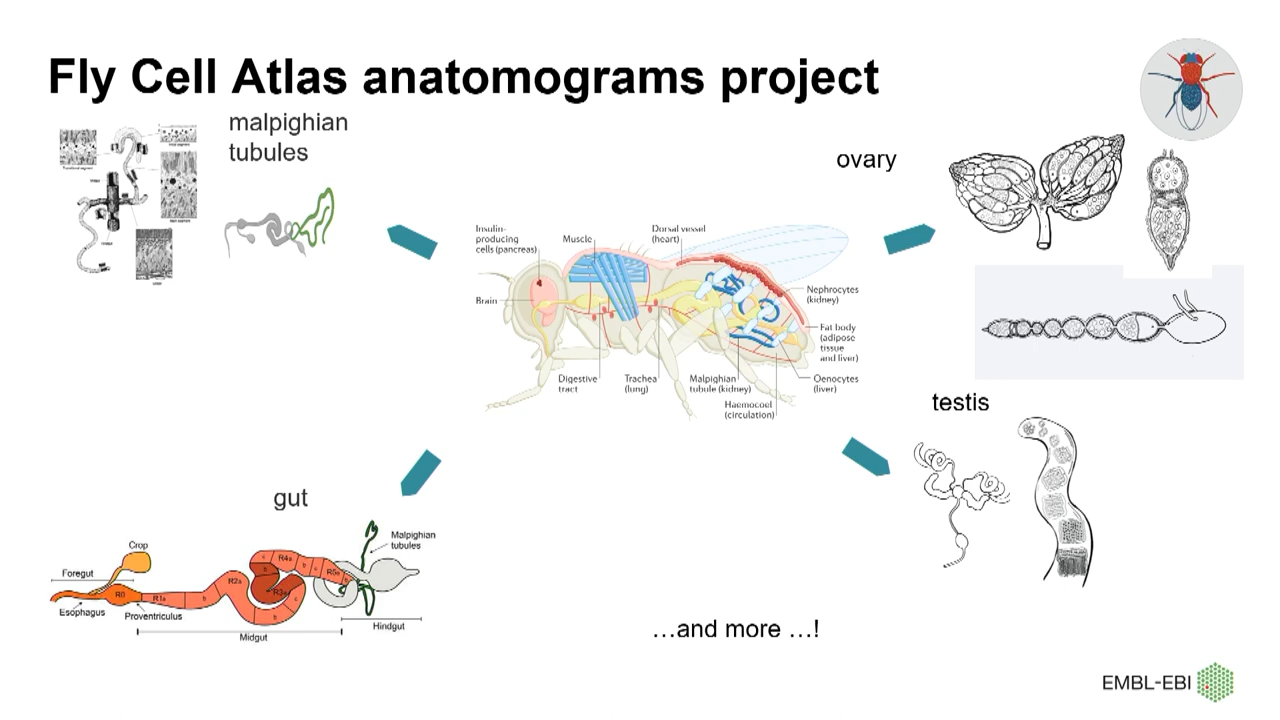 Fly Cell Atlas anatomograms project
malpighian
tubules
ovary
Insulin-
producing
cells (pancreas)
Muscle
Dorsal vessel
(heart)
Brain
Nephrocytes
(kidney)
Fat body
(adipose
tissue
and liver)
Digestive
tract
Trachea
(lung)
Malpighian
tubule (kidney)
Oenocytes
(liver)
Haemocoel
(circulation)
testis
gut
Crop
Foregut
Esophagus
Proventriculus
R0
R1a
b
R2a
b
c
R3a
b
c
R4a
b
c
R5a
b
Malpighian
tubules
Midgut
Hindgut
…and more …!
EMBL-EBI